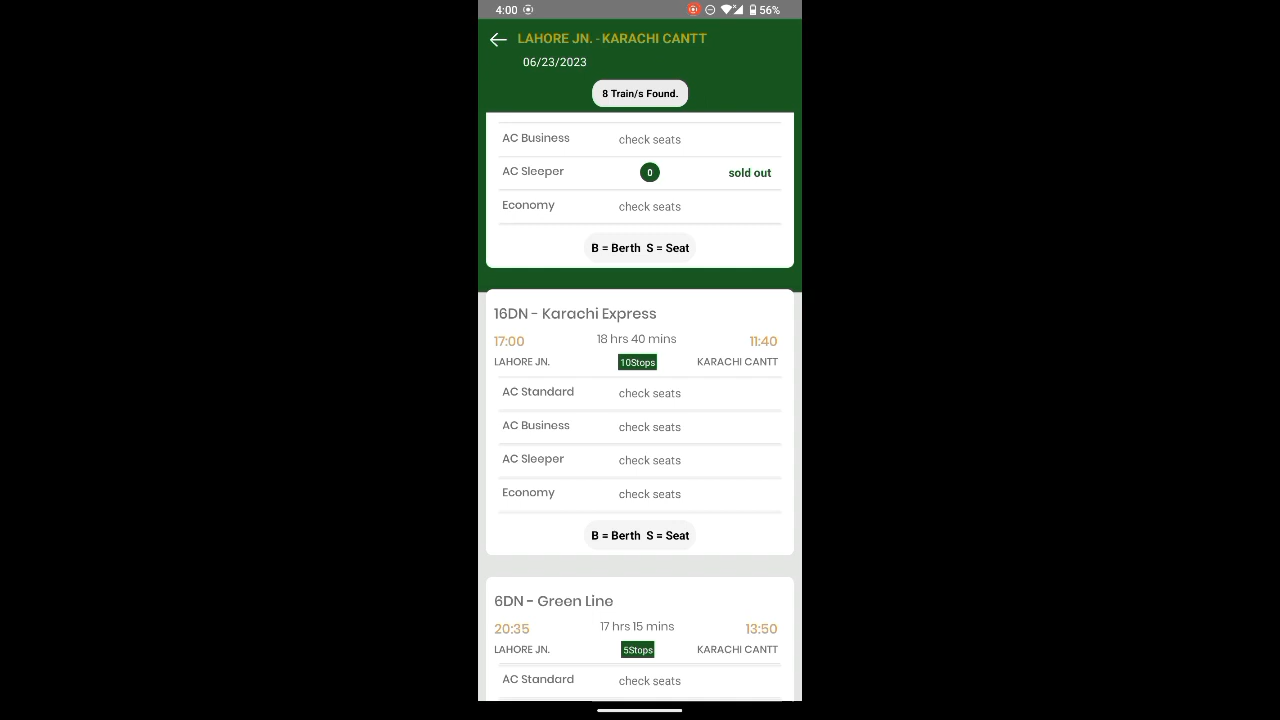 4:00 56%
LAHORE JN. - KARACHI CANTT
06/23/2023
8 Train/s Found.
AC Business check seats
AC Sleeper 0 sold out
Economy check seats
B = Berth S = Seat
16DN - Karachi Express
17:00 18 hrs 40 mins 11:40
LAHORE JN. 10Stops KARACHI CANTT
AC Standard check seats
AC Business check seats
AC Sleeper check seats
Economy check seats
B = Berth S = Seat
6DN - Green Line
20:35 17 hrs 15 mins 13:50
LAHORE JN. 5Stops KARACHI CANTT
AC Standard check seats